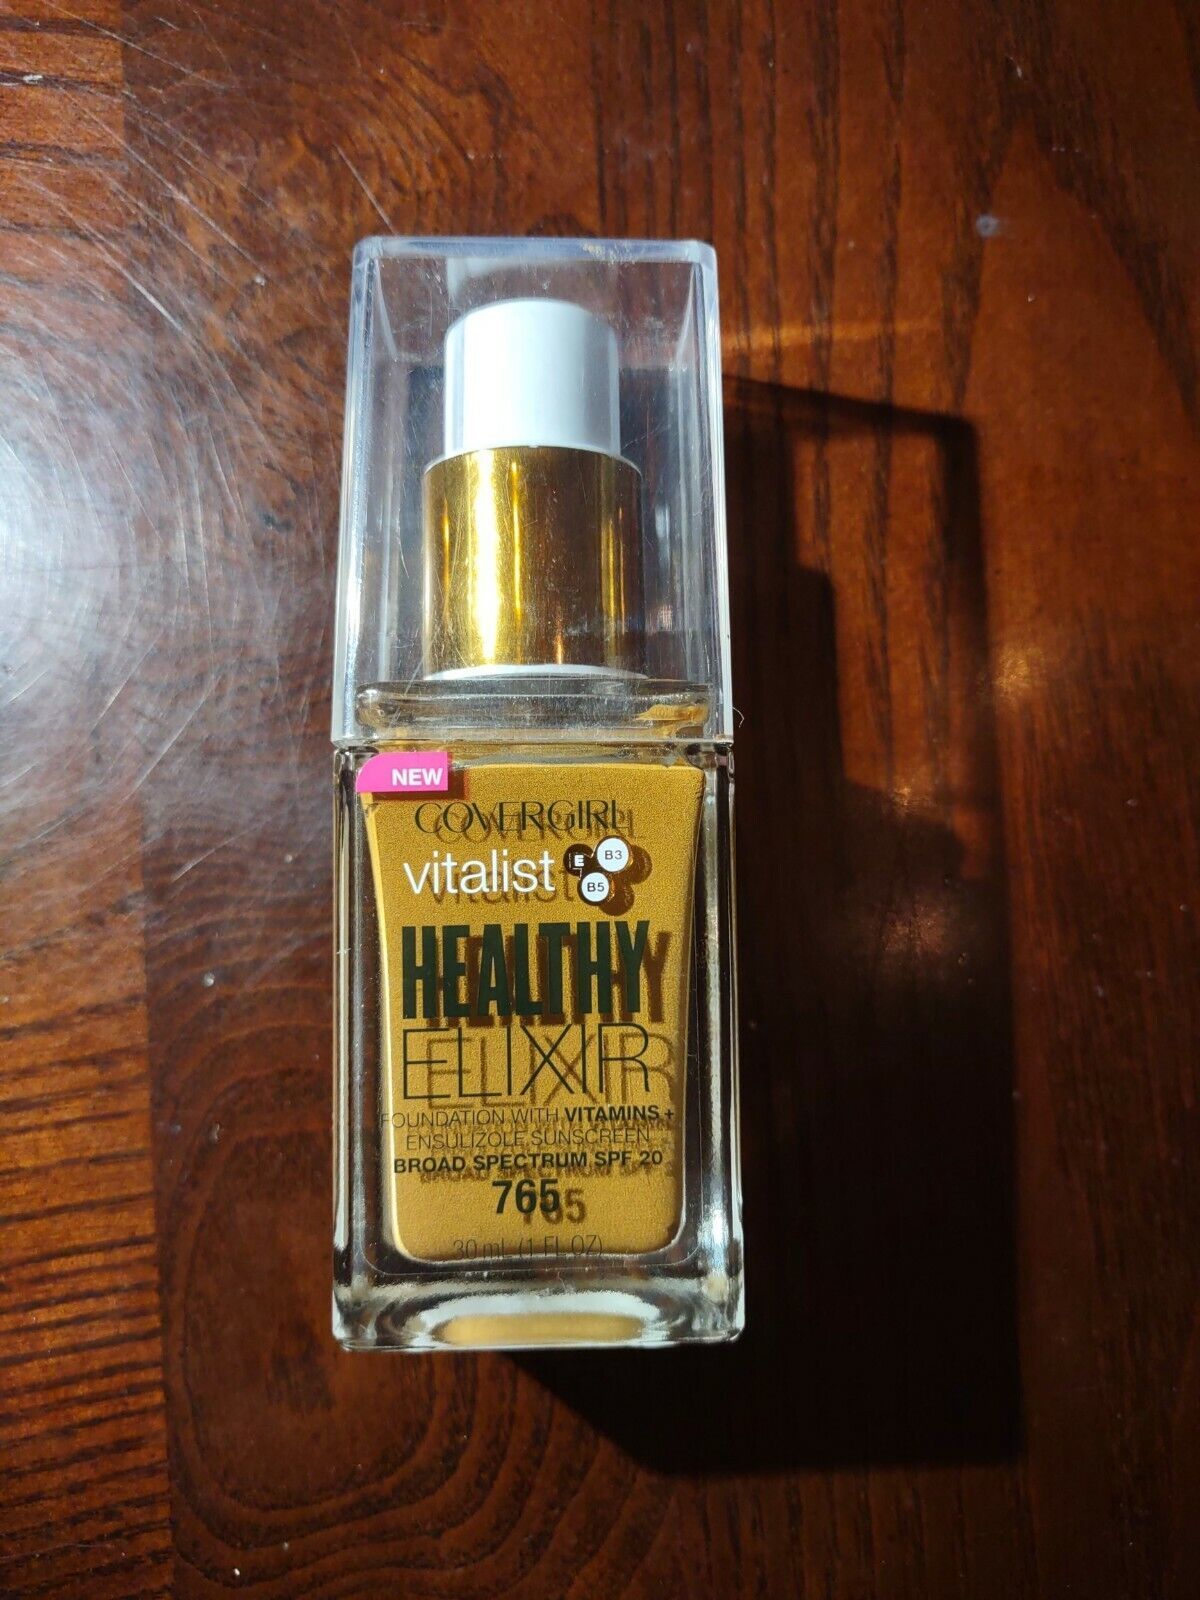 NEW
COVERGIRL
vitalist E B3
B5
HEALTHY
ELIXIR
FOUNDATION WITH VITAMINS +
ENSULIZOLE SUNSCREEN
BROAD SPECTRUM SPF 20
765
30 mL (1 FL OZ)